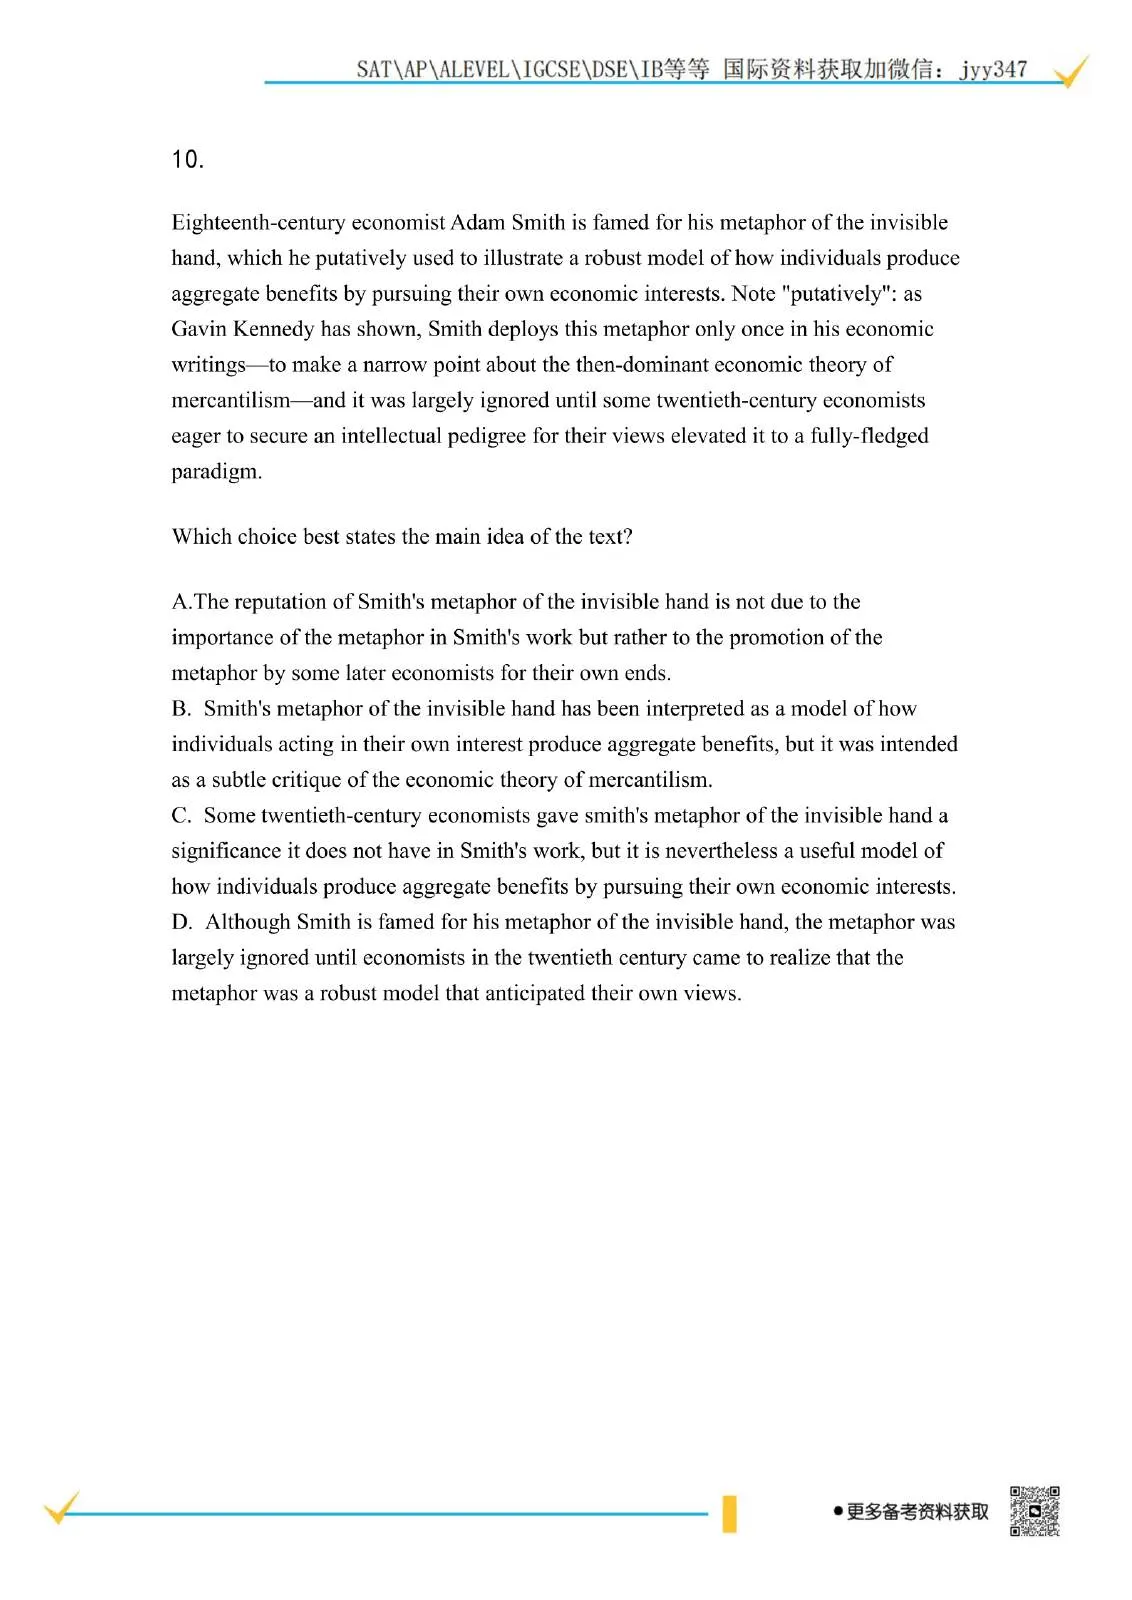 SAT\AP\ALEVEL\IGCSE\DSE\IB等等 国际资料获取加微信：jyy347
10.
Eighteenth-century economist Adam Smith is famed for his metaphor of the invisible
hand, which he putatively used to illustrate a robust model of how individuals produce
aggregate benefits by pursuing their own economic interests. Note "putatively": as
Gavin Kennedy has shown, Smith deploys this metaphor only once in his economic
writings—to make a narrow point about the then-dominant economic theory of
mercantilism—and it was largely ignored until some twentieth-century economists
eager to secure an intellectual pedigree for their views elevated it to a fully-fledged
paradigm.
Which choice best states the main idea of the text?
A.The reputation of Smith's metaphor of the invisible hand is not due to the
importance of the metaphor in Smith's work but rather to the promotion of the
metaphor by some later economists for their own ends.
B. Smith's metaphor of the invisible hand has been interpreted as a model of how
individuals acting in their own interest produce aggregate benefits, but it was intended
as a subtle critique of the economic theory of mercantilism.
C. Some twentieth-century economists gave smith's metaphor of the invisible hand a
significance it does not have in Smith's work, but it is nevertheless a useful model of
how individuals produce aggregate benefits by pursuing their own economic interests.
D. Although Smith is famed for his metaphor of the invisible hand, the metaphor was
largely ignored until economists in the twentieth century came to realize that the
metaphor was a robust model that anticipated their own views.
●更多备考资料获取